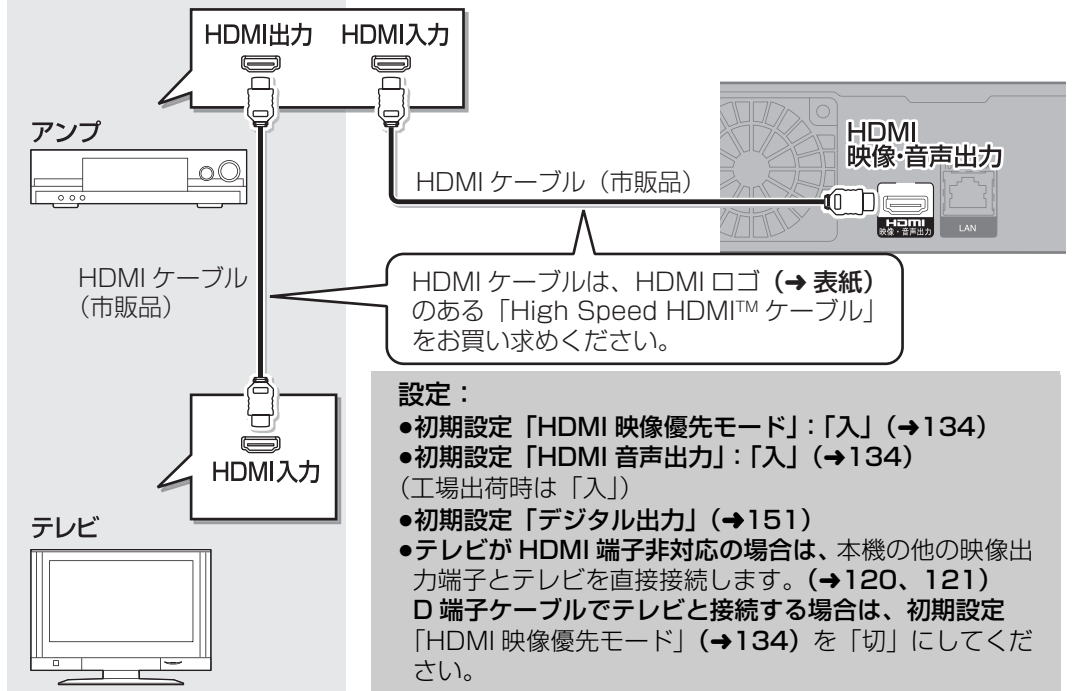 HDMI出力 HDMI入力
アンプ
HDMI
映像・音声出力
HDMI ケーブル（市販品）
HDMI
映像・音声出力
LAN
HDMI ケーブル
（市販品）
HDMI ケーブルは、HDMI ロゴ（➜ 表紙）
のある「High Speed HDMI™ ケーブル」
をお買い求めください。
HDMI入力
テレビ
設定：
●初期設定「HDMI 映像優先モード」：「入」（➜134）
●初期設定「HDMI 音声出力」：「入」（➜134）
（工場出荷時は「入」）
●初期設定「デジタル出力」（➜151）
●テレビが HDMI 端子非対応の場合は、本機の他の映像出
力端子とテレビを直接接続します。（➜120、121）
D 端子ケーブルでテレビと接続する場合は、初期設定
「HDMI 映像優先モード」（➜134）を「切」にしてくだ
さい。